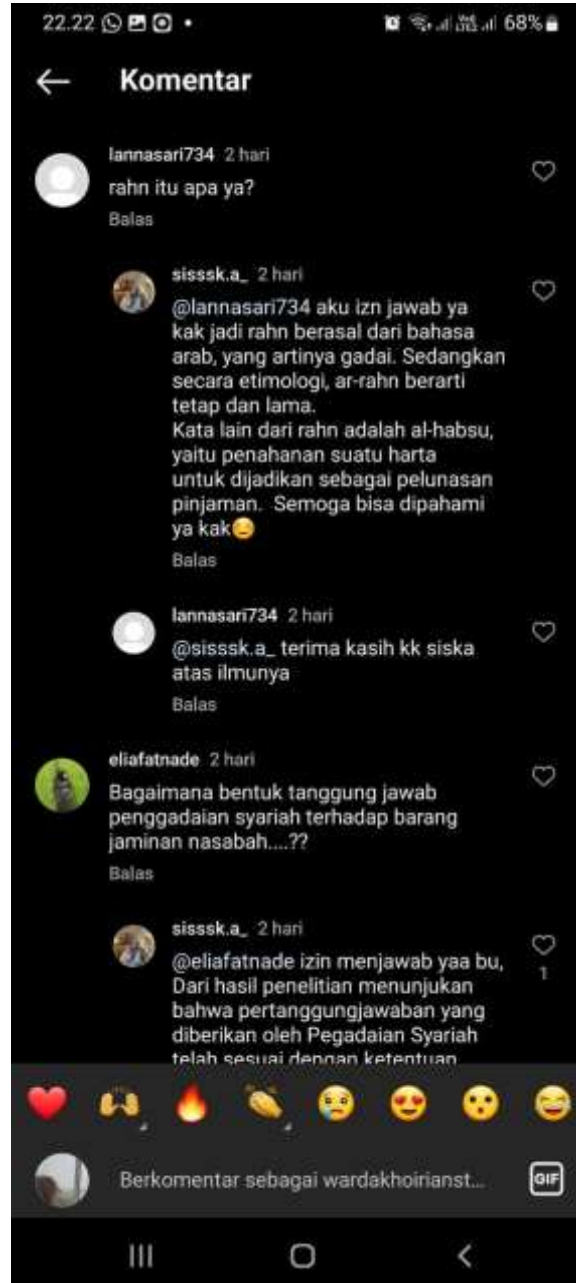 22.22
68%
Komentar
lannasari734 2 hari
rahn itu apa ya?
Balas
sisssk.a_ 2 hari
@lannasari734 aku izn jawab ya
kak jadi rahn berasal dari bahasa
arab, yang artinya gadai. Sedangkan
secara etimologi, ar-rahn berarti
tetap dan lama.
Kata lain dari rahn adalah al-habsu,
yaitu penahanan suatu harta
untuk dijadikan sebagai pelunasan
pinjaman. Semoga bisa dipahami
ya kak😊
Balas
lannasari734 2 hari
@sisssk.a_ terima kasih kk siska
atas ilmunya
Balas
eliafatnade 2 hari
Bagaimana bentuk tanggung jawab
penggadaian syariah terhadap barang
jaminan nasabah....??
Balas
sisssk.a_ 2 hari
@eliafatnade izin menjawab yaa bu,
1
Dari hasil penelitian menunjukan
bahwa pertanggungjawaban yang
diberikan oleh Pegadaian Syariah
telah sesuai dengan ketentuan
Berkomentar sebagai wardakhoirianst...
GIF